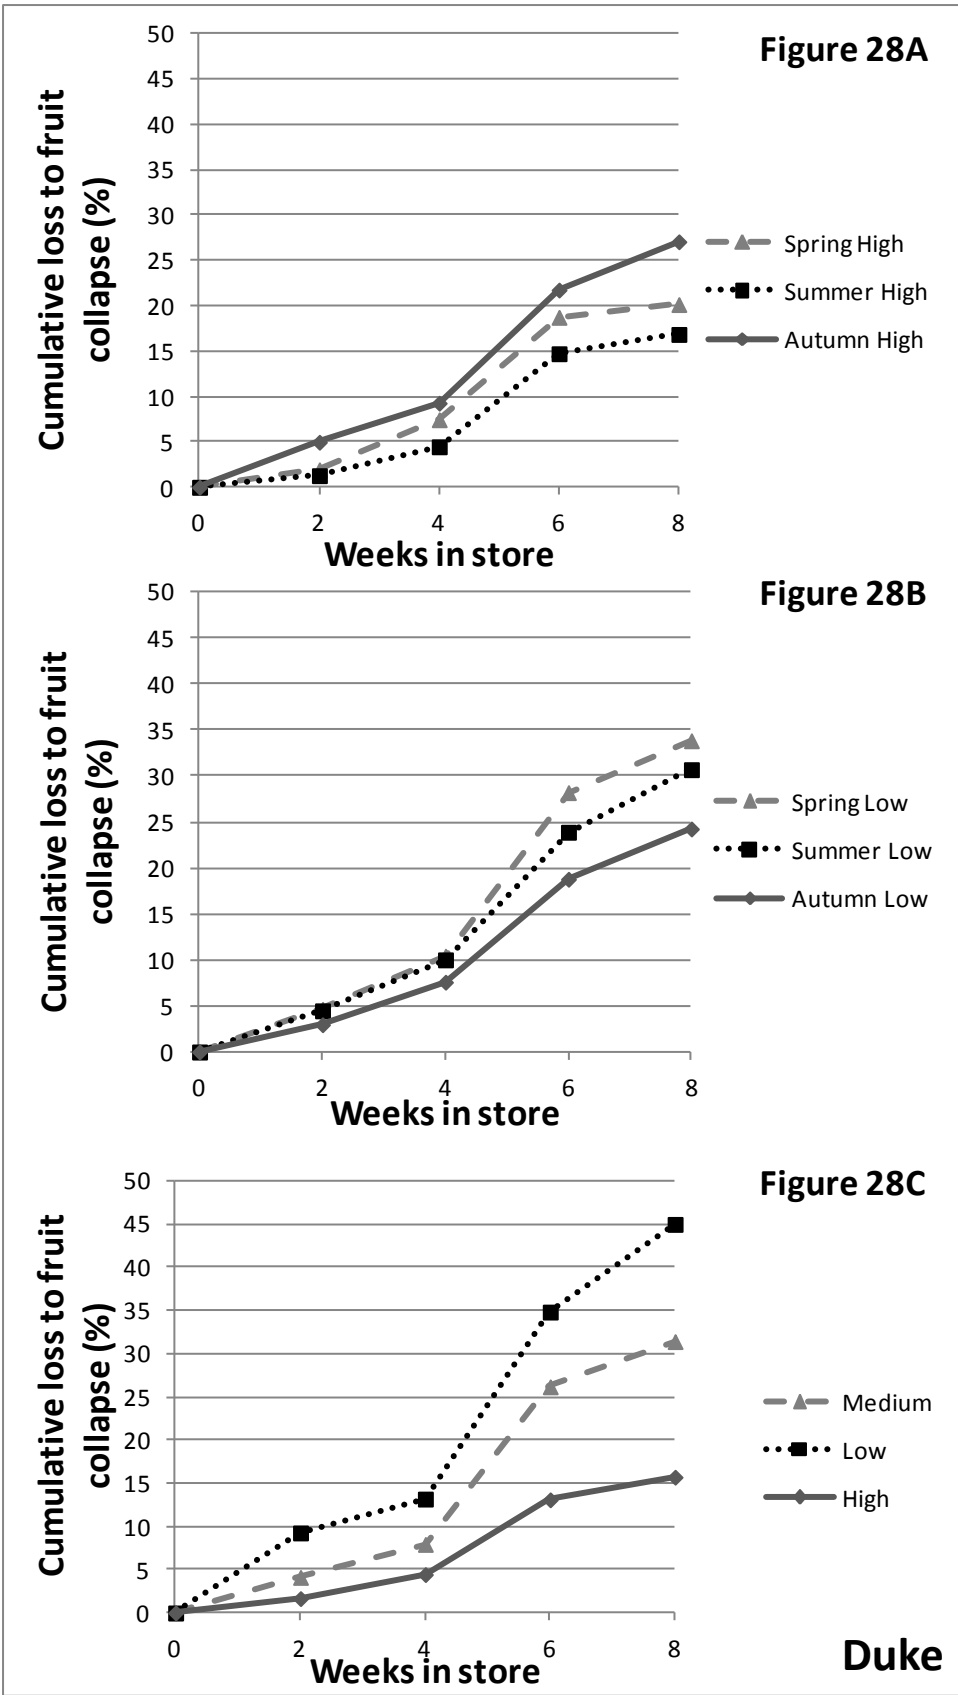 Figure 28A
Cumulative loss to fruit
collapse (%)
50
45
40
35
30
25
20
15
10
5
0
0 2 4 6 8
Weeks in store
Spring High
Summer High
Autumn High
Figure 28B
Cumulative loss to fruit
collapse (%)
50
45
40
35
30
25
20
15
10
5
0
0 2 4 6 8
Weeks in store
Spring Low
Summer Low
Autumn Low
Figure 28C
Cumulative loss to fruit
collapse (%)
50
45
40
35
30
25
20
15
10
5
0
0 2 4 6 8
Weeks in store
Medium
Low
High
Duke